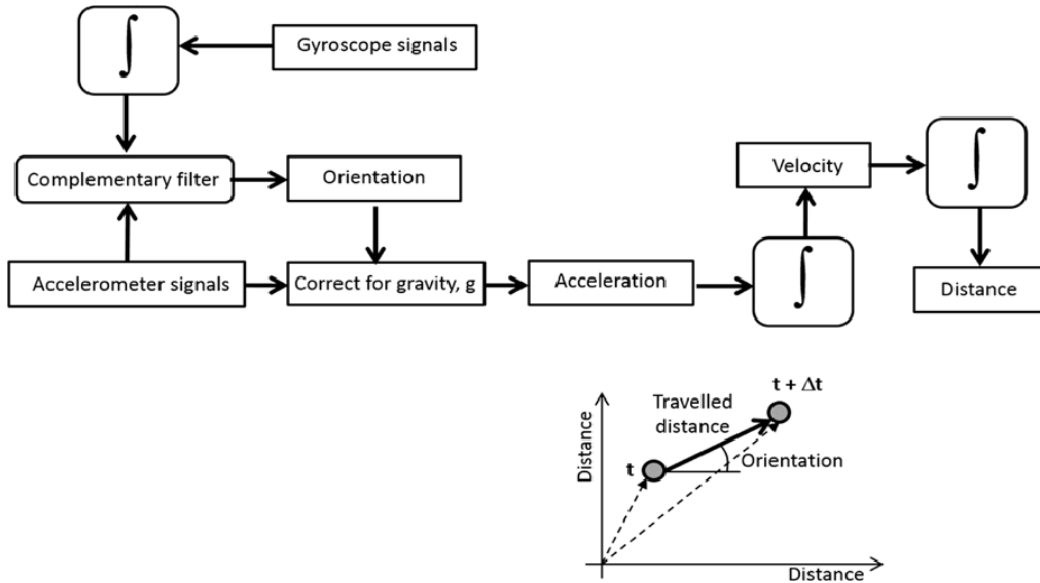 ∫
Gyroscope signals
Complementary filter
Orientation
Velocity
∫
Accelerometer signals
Correct for gravity, g
Acceleration
∫
Distance
t + Δt
Travelled
distance
t
Orientation
Distance
Distance